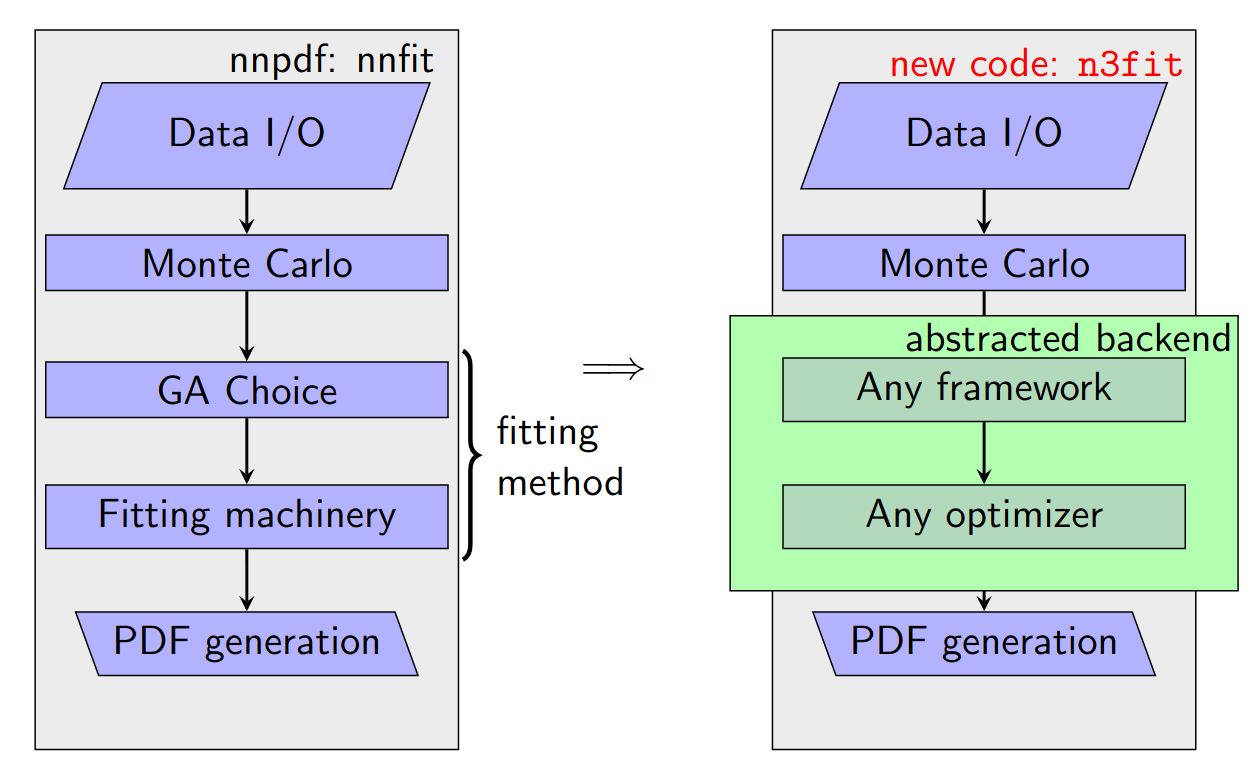 nnpdf: nnfit
Data I/O
Monte Carlo
GA Choice
Fitting machinery
PDF generation
fitting
method
⟹
new code: n3fit
Data I/O
Monte Carlo
abstracted backend
Any framework
Any optimizer
PDF generation